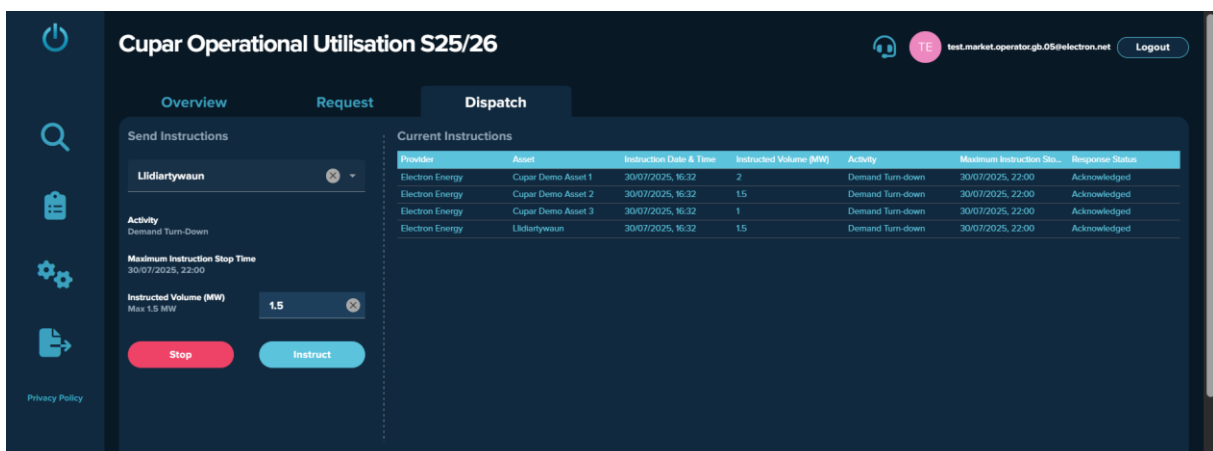 Cupar Operational Utilisation S25/26
TE
test.market.operator.gb.05@electron.net
Logout
Overview
Request
Dispatch
Send Instructions
Llidiartywaun
Activity
Demand Turn-Down
Maximum Instruction Stop Time
30/07/2025, 22:00
Instructed Volume (MW)
Max 1.5 MW
1.5
Stop
Instruct
Privacy Policy
Current Instructions
Provider Asset Instruction Date & Time Instructed Volume (MW) Activity Maximum Instruction Sto... Response Status
Electron Energy Cupar Demo Asset 1 30/07/2025, 16:32 2 Demand Turn-down 30/07/2025, 22:00 Acknowledged
Electron Energy Cupar Demo Asset 2 30/07/2025, 16:32 1.5 Demand Turn-down 30/07/2025, 22:00 Acknowledged
Electron Energy Cupar Demo Asset 3 30/07/2025, 16:32 1 Demand Turn-down 30/07/2025, 22:00 Acknowledged
Electron Energy Llidiartywaun 30/07/2025, 16:32 1.5 Demand Turn-down 30/07/2025, 22:00 Acknowledged